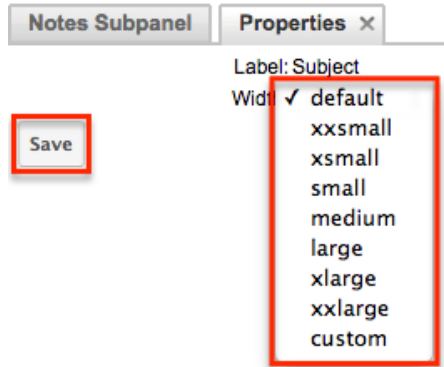 Notes Subpanel Properties ×
Label: Subject
Widt ✓ default
xxsmall
Save
xsmall
small
medium
large
xlarge
xxlarge
custom